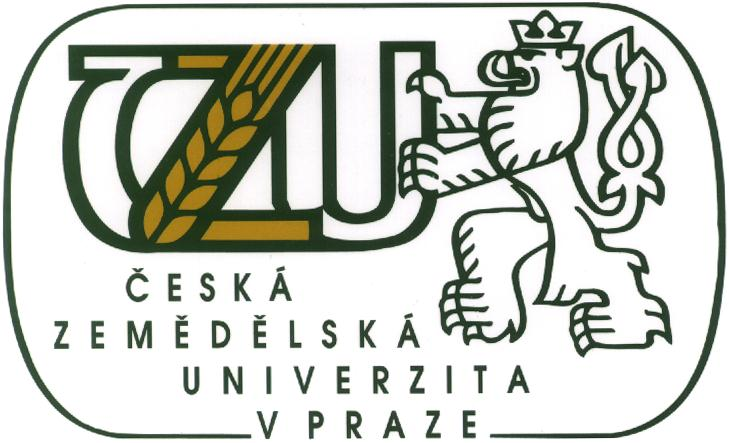 ČZU
ČESKÁ
ZEMĚDĚLSKÁ
UNIVERZITA
V PRAZE